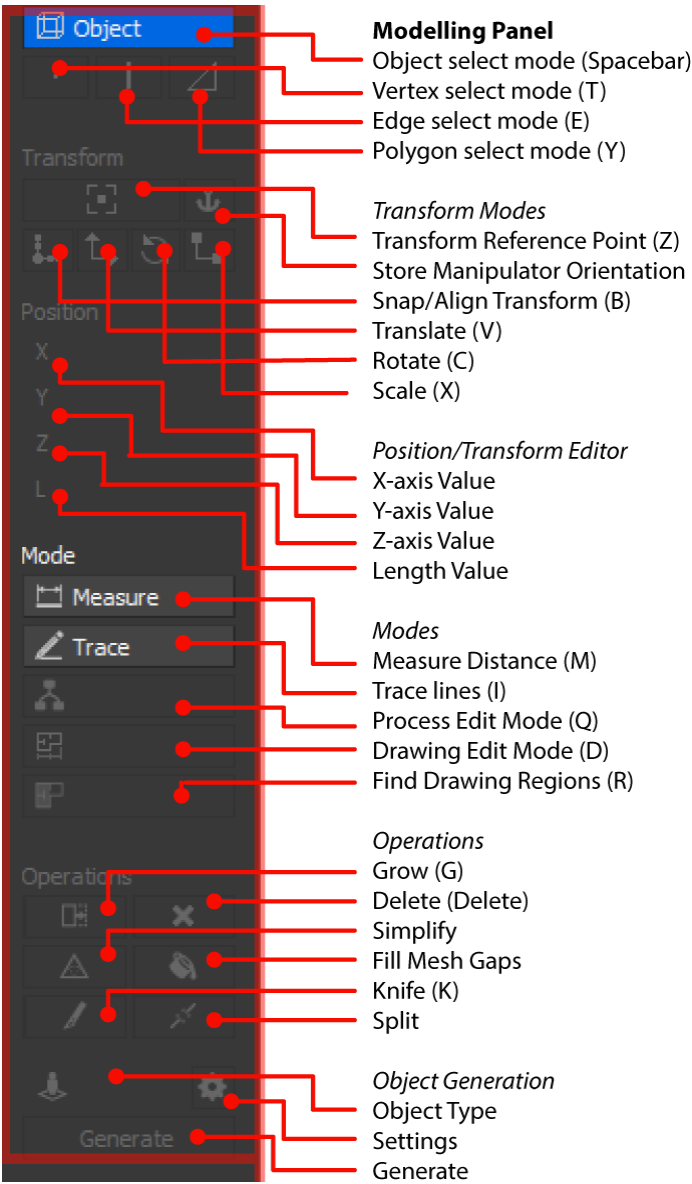 Object
Transform
Position
X
Y
Z
L
Mode
Measure
Trace
Operations
Generate
Modelling Panel
Object select mode (Spacebar)
Vertex select mode (T)
Edge select mode (E)
Polygon select mode (Y)
Transform Modes
Transform Reference Point (Z)
Store Manipulator Orientation
Snap/Align Transform (B)
Translate (V)
Rotate (C)
Scale (X)
Position/Transform Editor
X-axis Value
Y-axis Value
Z-axis Value
Length Value
Modes
Measure Distance (M)
Trace lines (I)
Process Edit Mode (Q)
Drawing Edit Mode (D)
Find Drawing Regions (R)
Operations
Grow (G)
Delete (Delete)
Simplify
Fill Mesh Gaps
Knife (K)
Split
Object Generation
Object Type
Settings
Generate